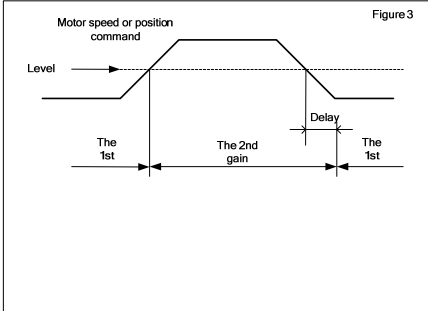 Figure 3
Motor speed or position
command
Level
Delay
The
1st
The 2nd
gain
The
1st